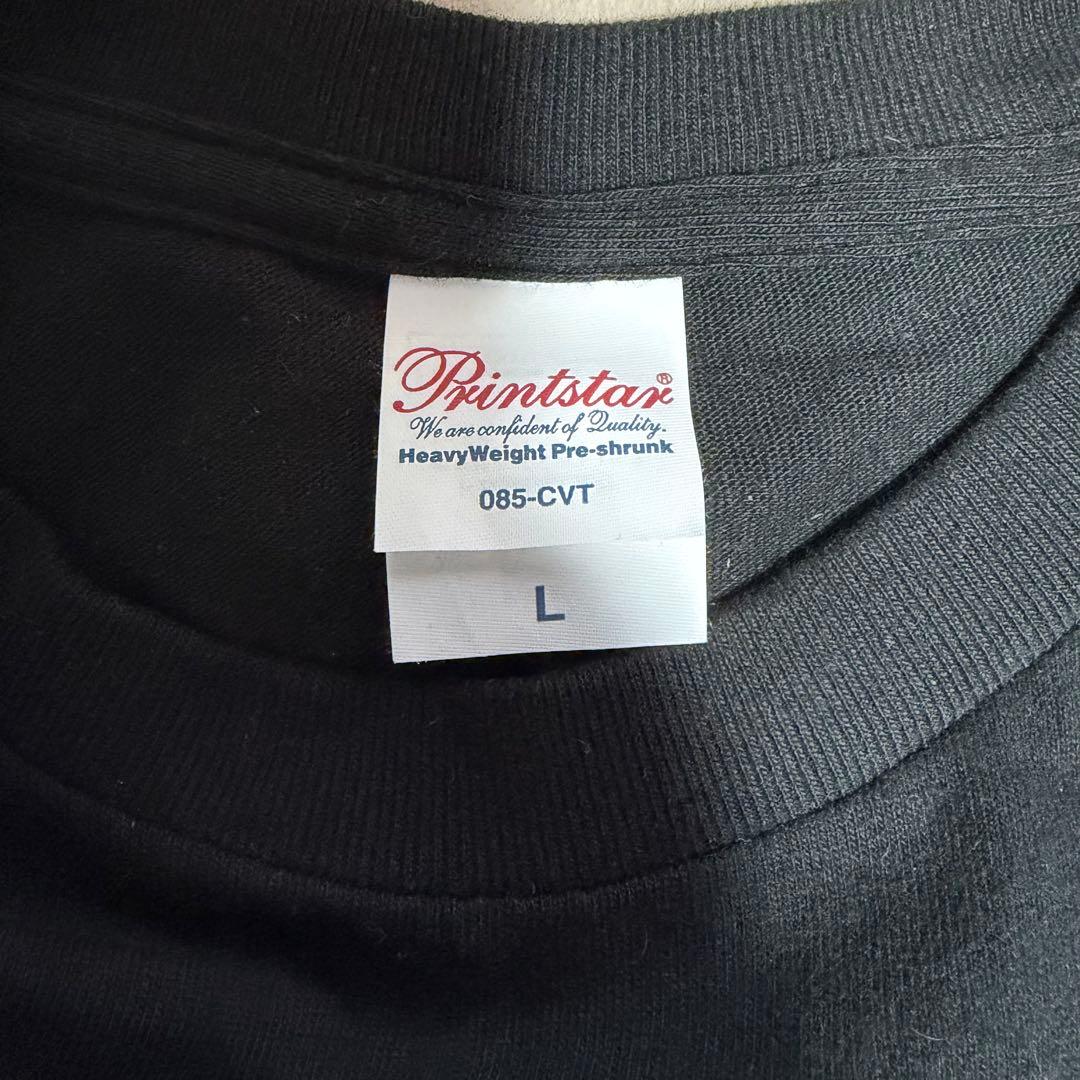 Printstar®
We are confident of Quality.
HeavyWeight Pre-shrunk
085-CVT
L